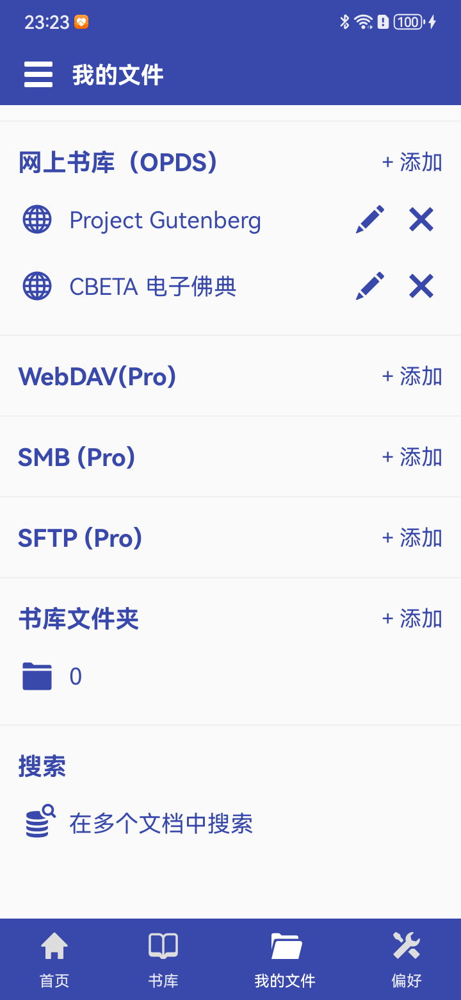 23:23
100
我的文件
网上书库（OPDS）
+ 添加
Project Gutenberg
CBETA 电子佛典
WebDAV(Pro)
+ 添加
SMB (Pro)
+ 添加
SFTP (Pro)
+ 添加
书库文件夹
+ 添加
0
搜索
在多个文档中搜索
首页
书库
我的文件
偏好